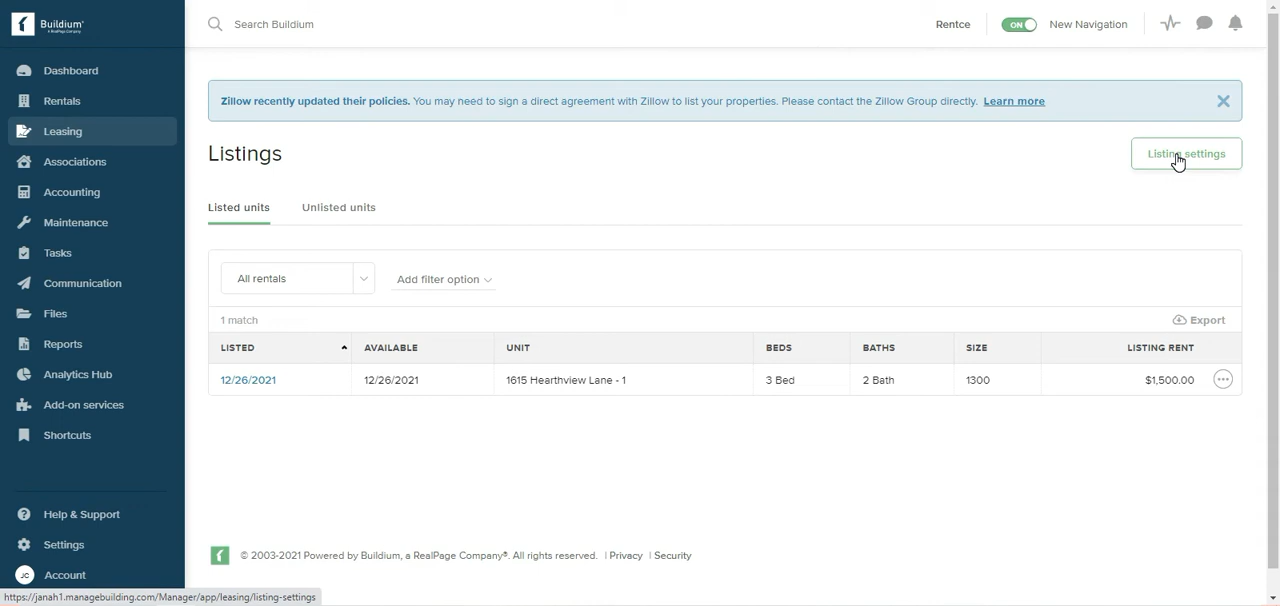 Buildium®
A RealPage Company
Search Buildium
Rentce
ON
New Navigation
Dashboard
Rentals
Leasing
Associations
Accounting
Maintenance
Tasks
Communication
Files
Reports
Analytics Hub
Add-on services
Shortcuts
Help & Support
Settings
JC
Account
Zillow recently updated their policies. You may need to sign a direct agreement with Zillow to list your properties. Please contact the Zillow Group directly. Learn more
Listings
Listing settings
Listed units
Unlisted units
All rentals
Add filter option
1 match
Export
LISTED AVAILABLE UNIT BEDS BATHS SIZE LISTING RENT
12/26/2021 12/26/2021 1615 Hearthview Lane - 1 3 Bed 2 Bath 1300 $1,500.00
© 2003-2021 Powered by Buildium, a RealPage Company®. All rights reserved. | Privacy | Security
https://janah1.managebuilding.com/Manager/app/leasing/listing-settings